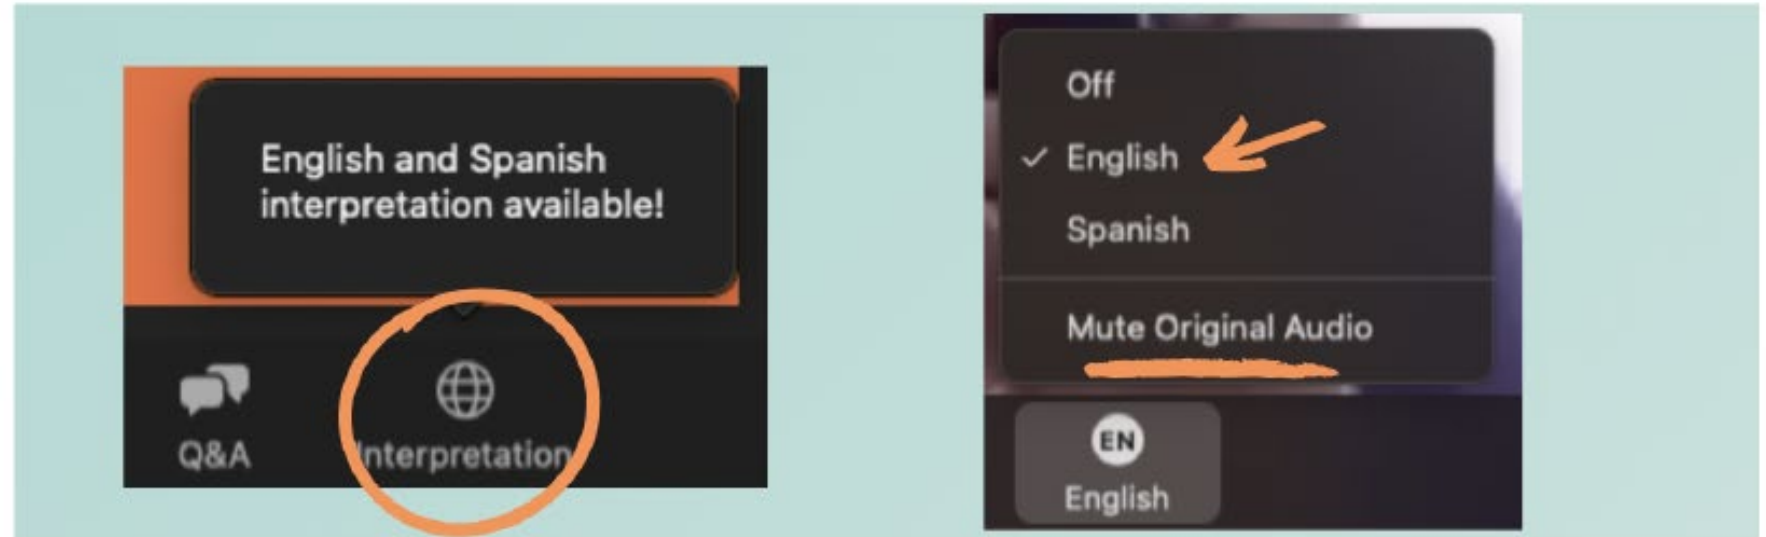 English and Spanish
interpretation available!
Q&A
Interpretation
Off
English
Spanish
Mute Original Audio
EN
English